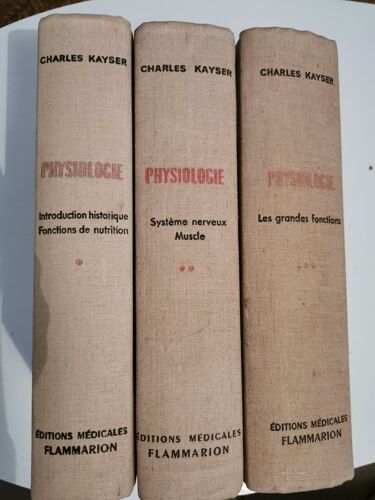 CHARLES KAYSER
PHYSIOLOGIE
Introduction historique
Fonctions de nutrition
*
ÉDITIONS MÉDICALES
FLAMMARION
CHARLES KAYSER
PHYSIOLOGIE
Système nerveux
Muscle
**
ÉDITIONS MÉDICALES
FLAMMARION
CHARLES KAYSER
PHYSIOLOGIE
Les grandes fonctions
***
ÉDITIONS MÉDICALES
FLAMMARION